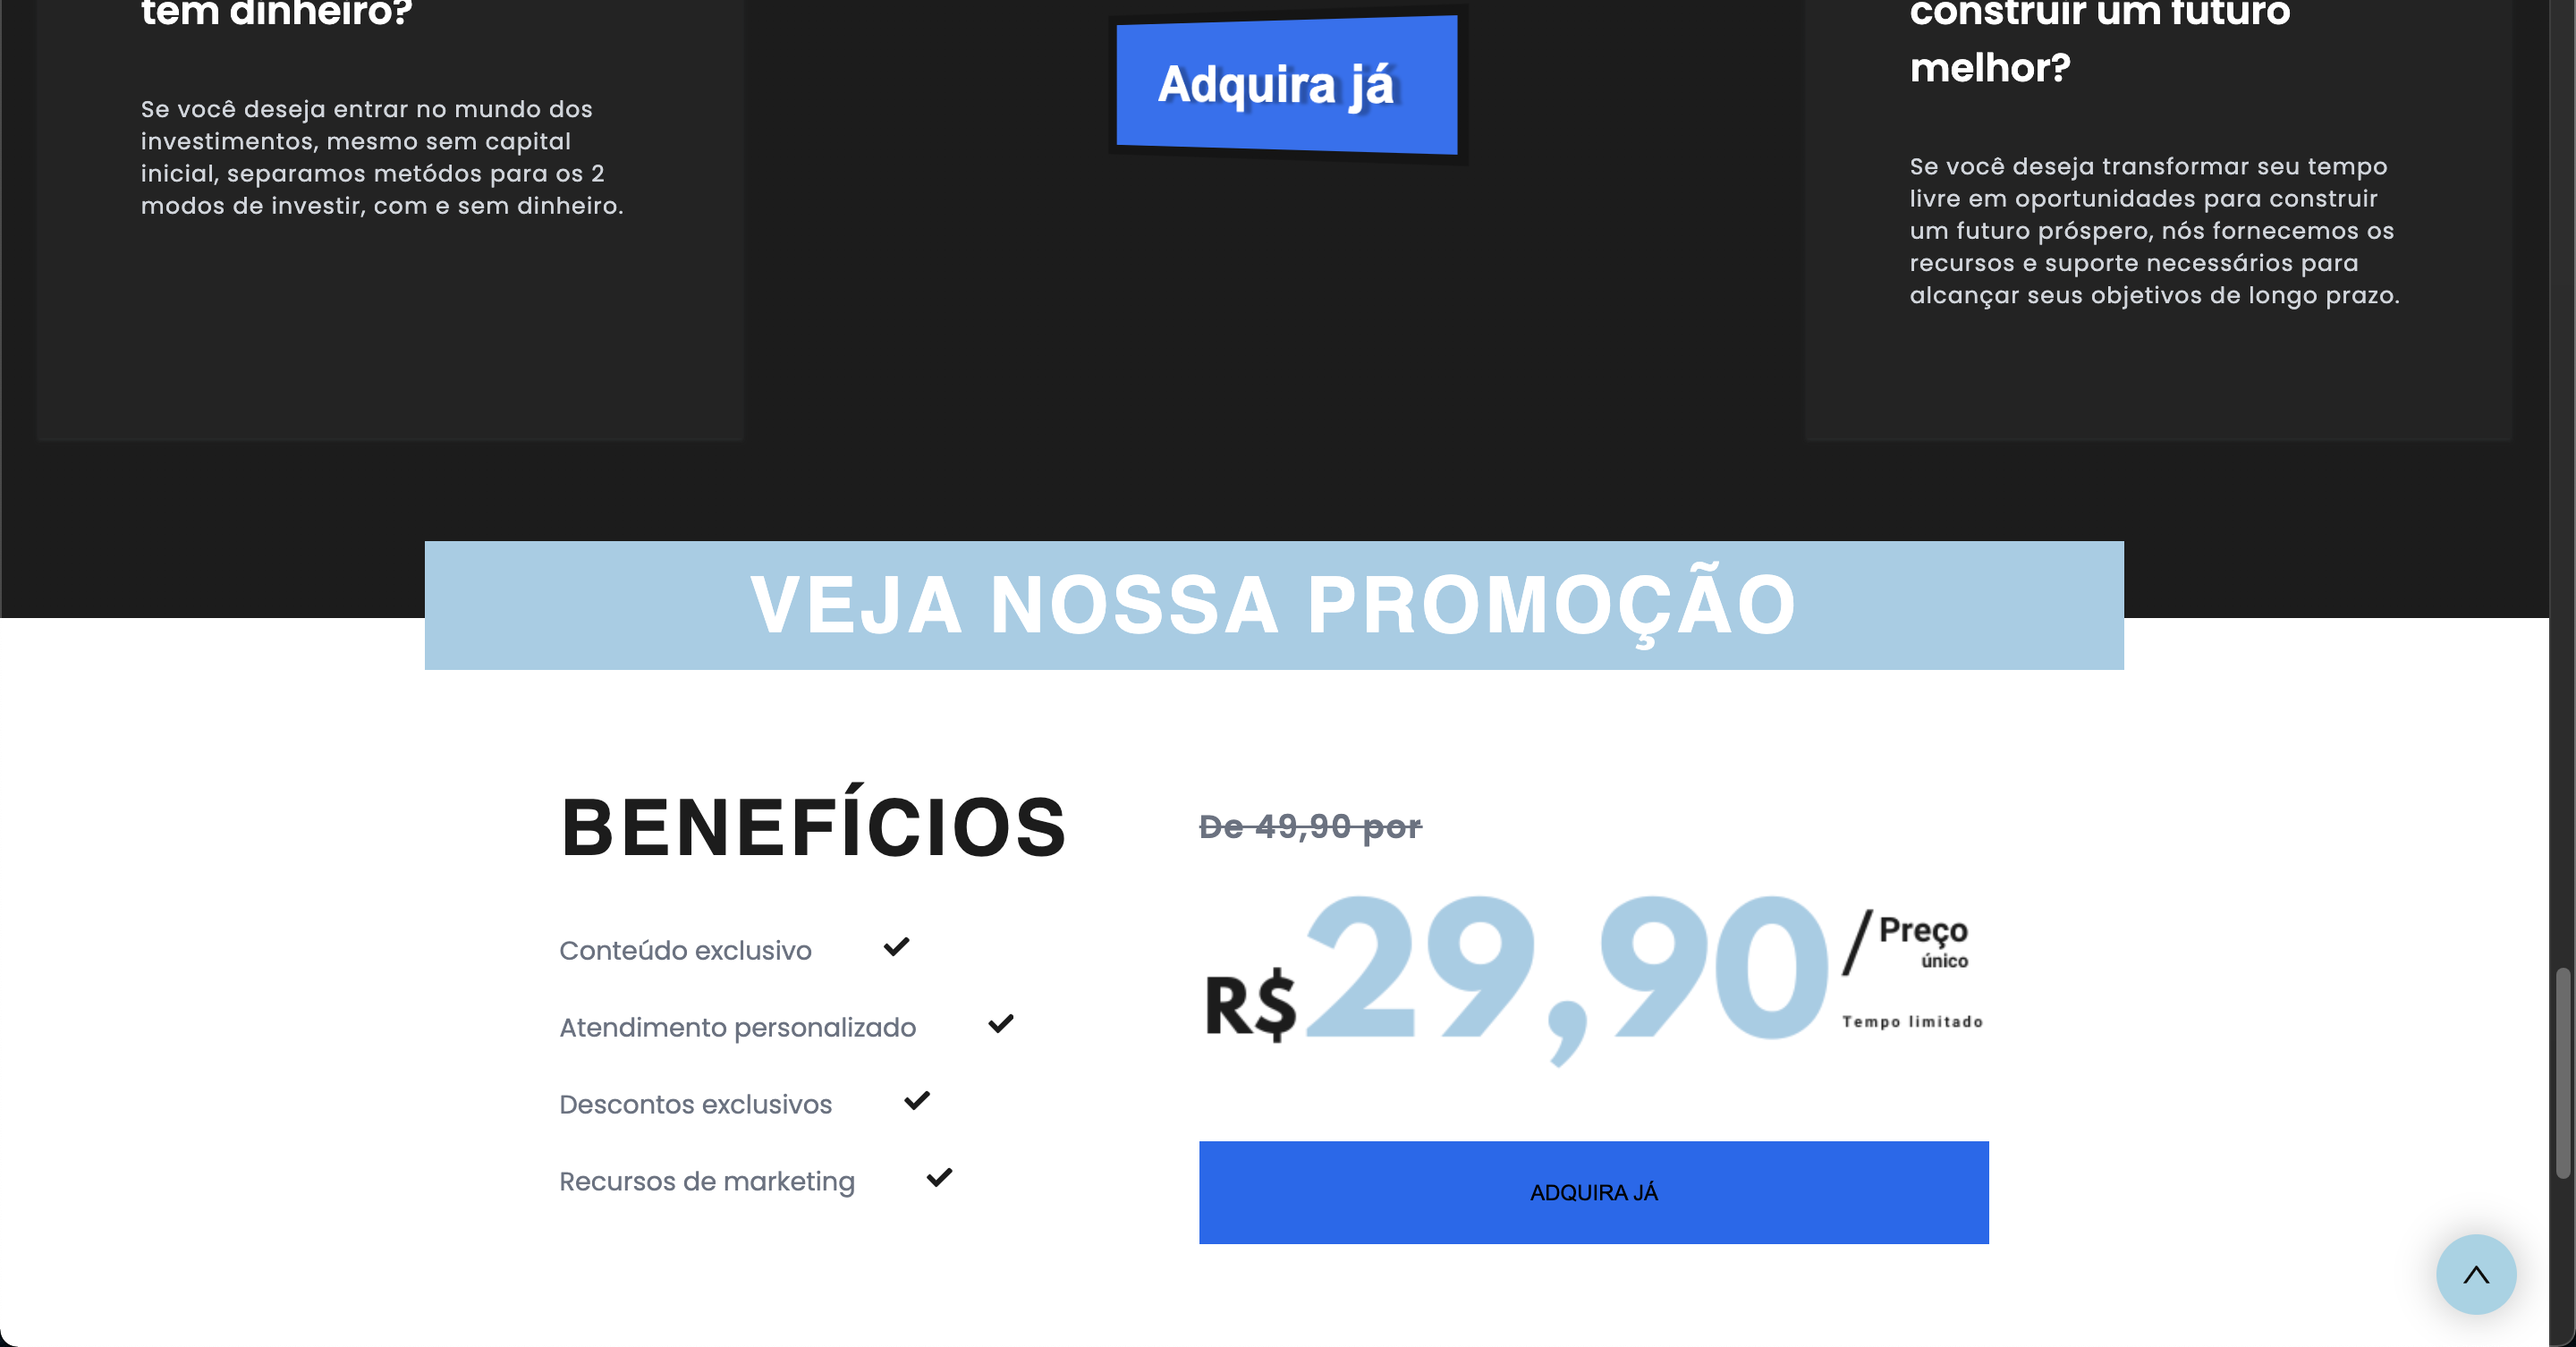 tem dinheiro?
Se você deseja entrar no mundo dos
investimentos, mesmo sem capital
inicial, separamos metódos para os 2
modos de investir, com e sem dinheiro.
Adquira já
construir um futuro
melhor?
Se você deseja transformar seu tempo
livre em oportunidades para construir
um futuro próspero, nós fornecemos os
recursos e suporte necessários para
alcançar seus objetivos de longo prazo.
VEJA NOSSA PROMOÇÃO
BENEFÍCIOS
Conteúdo exclusivo
Atendimento personalizado
Descontos exclusivos
Recursos de marketing
De 49,90 por
R$29,90/Preço
único
Tempo limitado
ADQUIRA JÁ